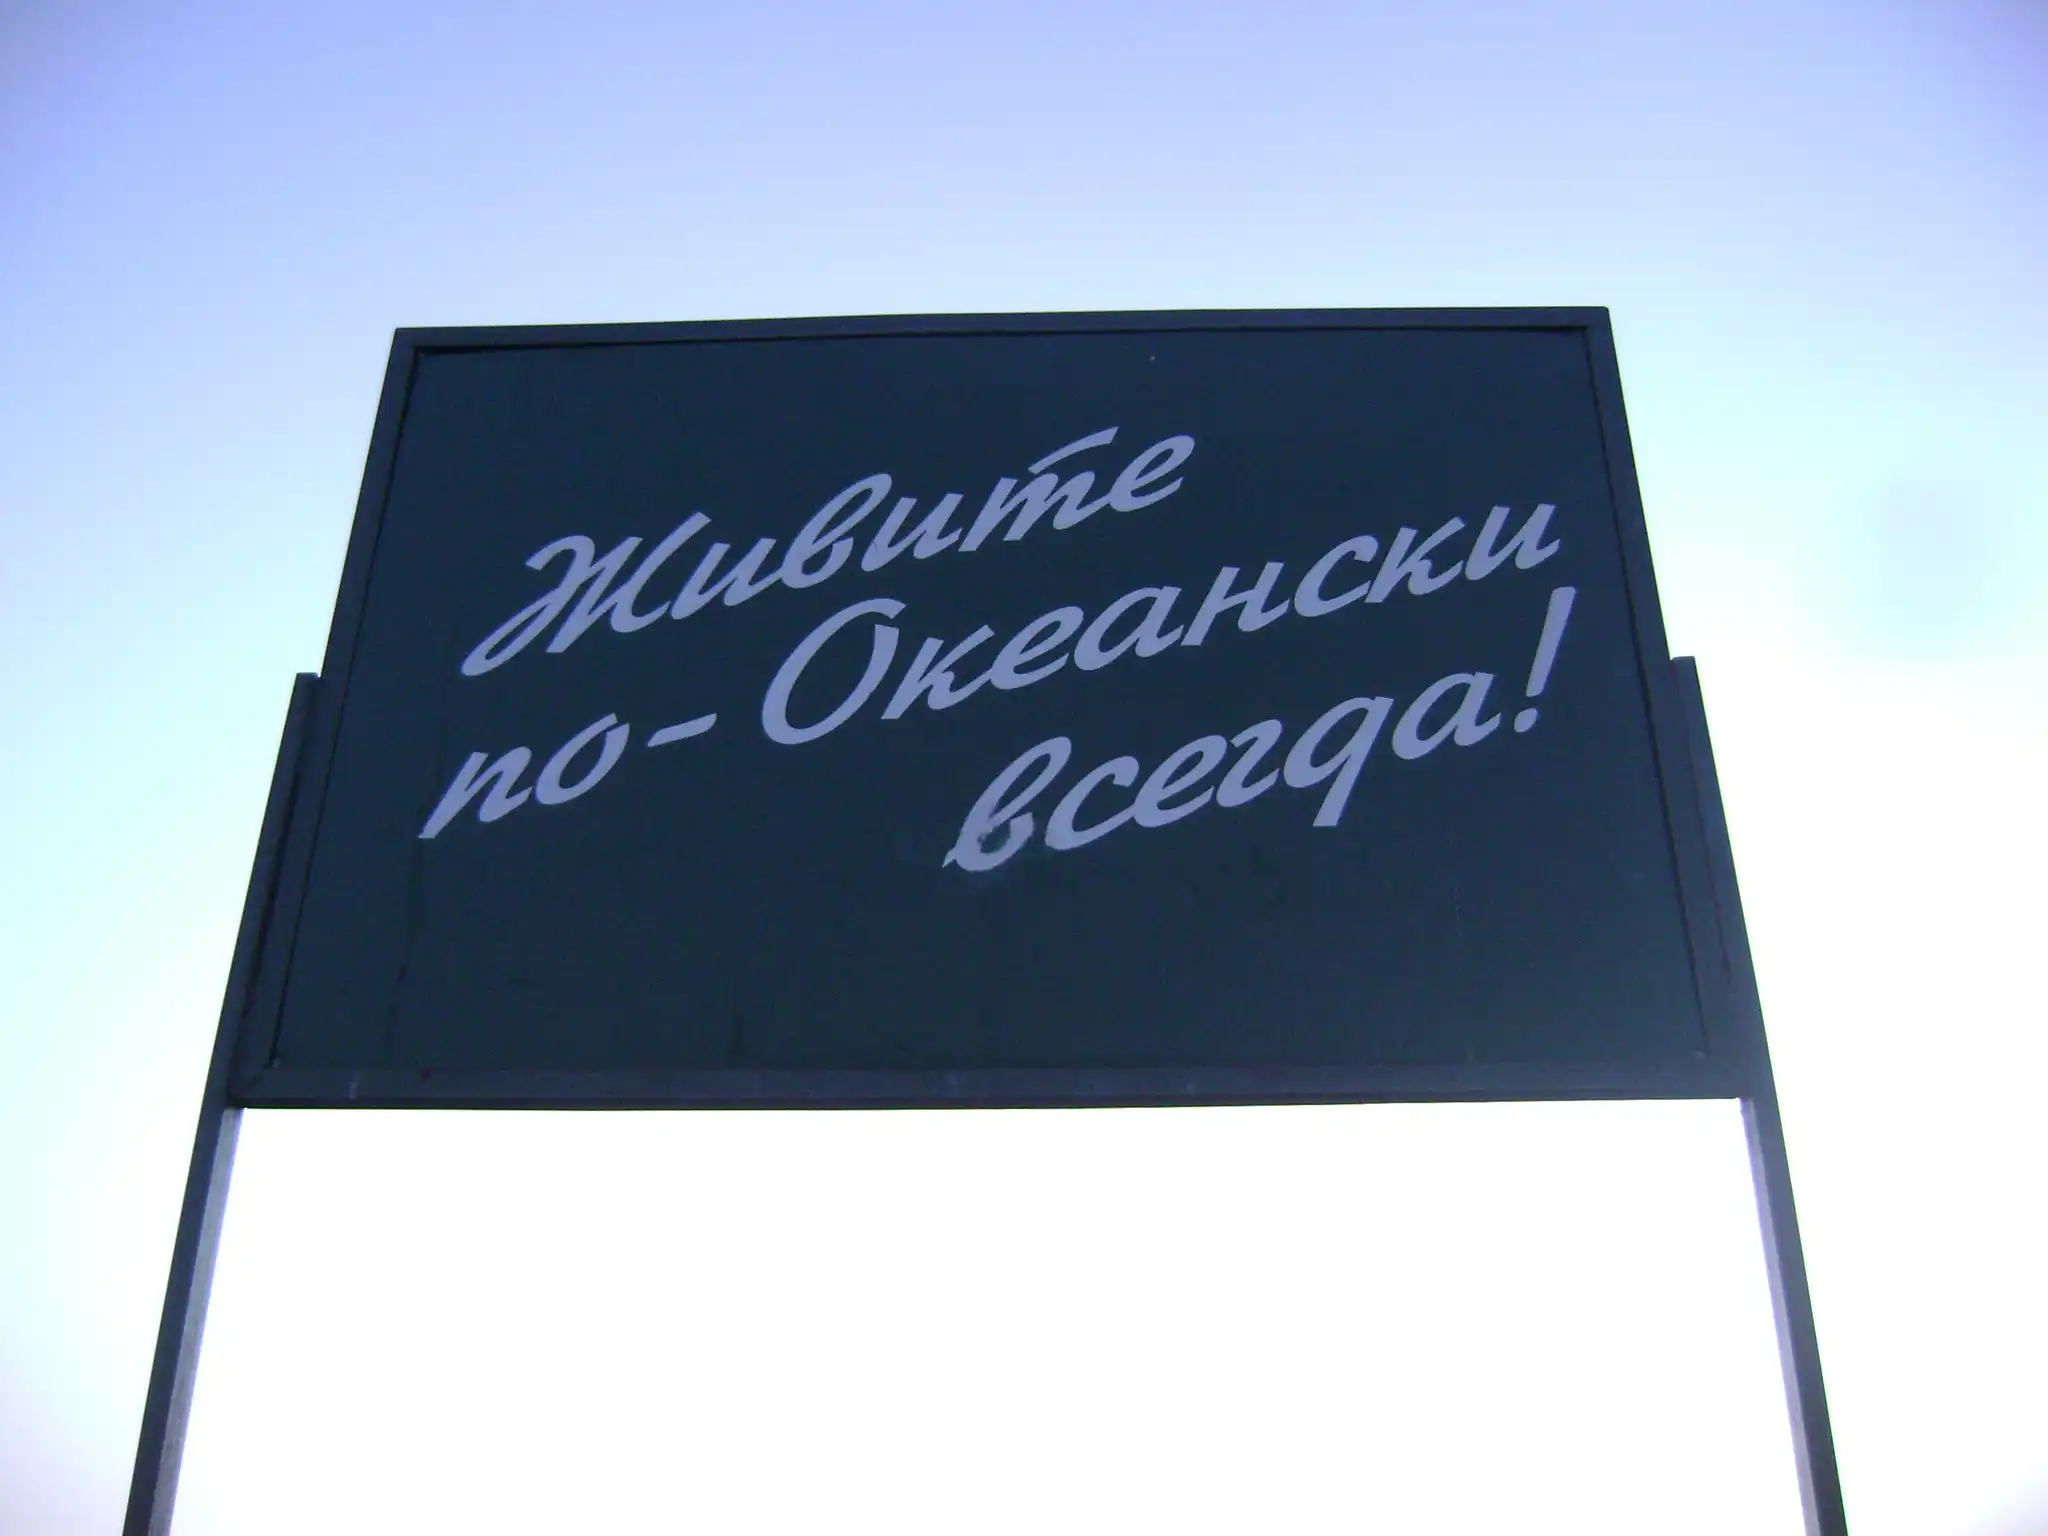 Живите
по-Океански
всегда!